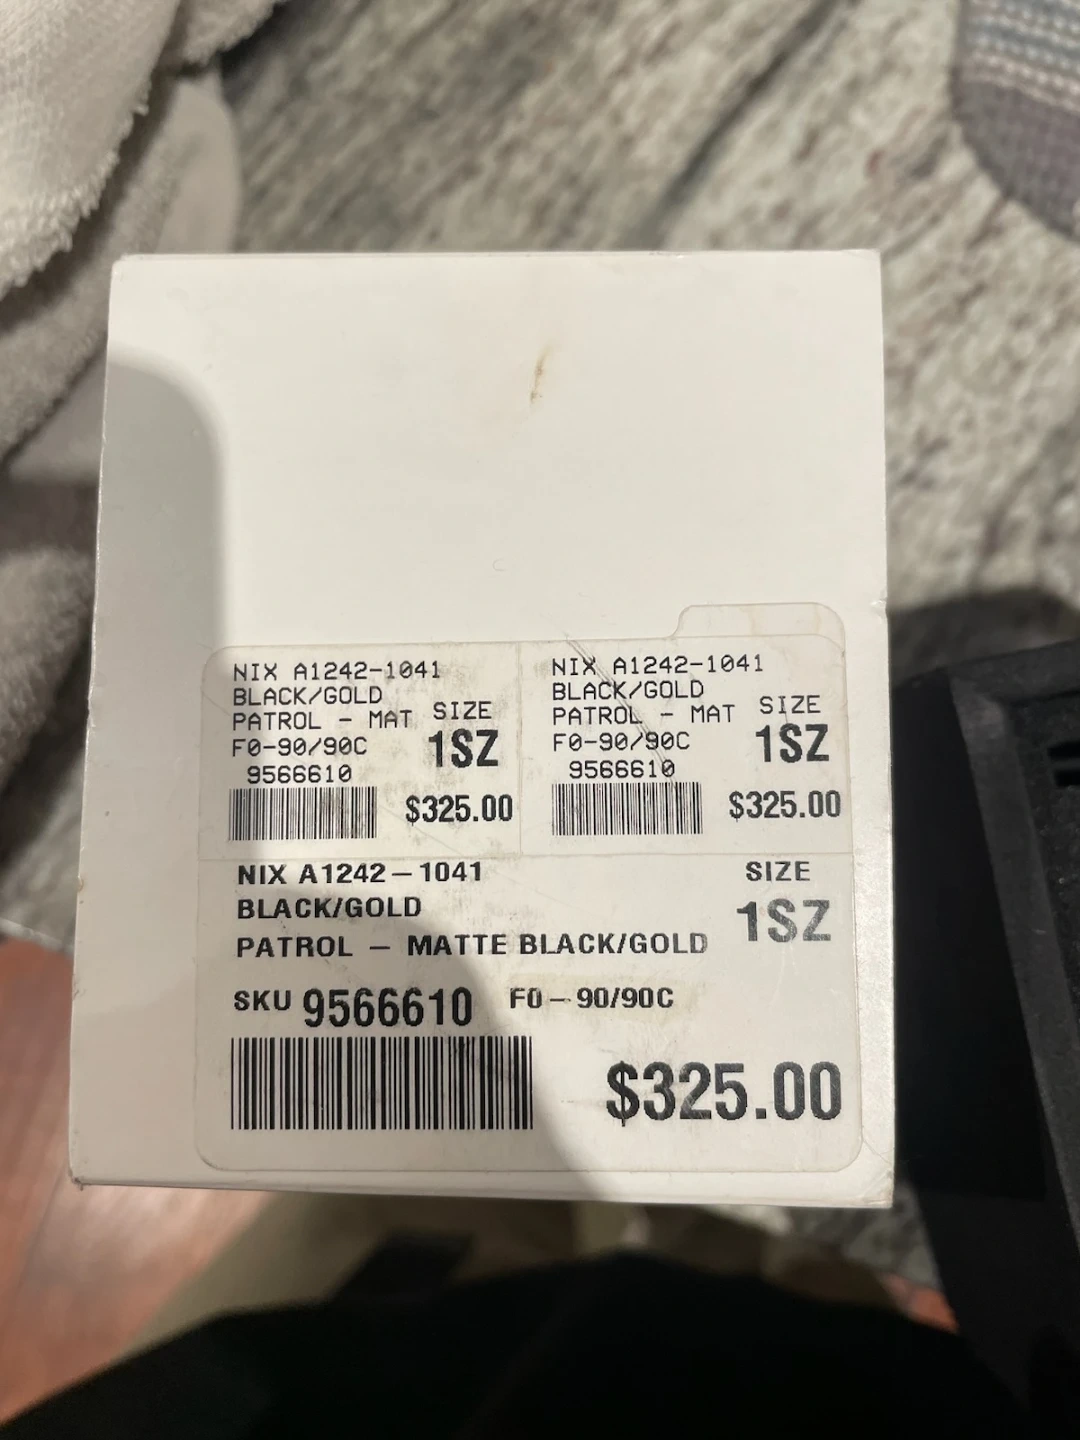 NIX A1242-1041
BLACK/GOLD
PATROL - MAT SIZE
F0-90/90C 1SZ
9566610
$325.00
NIX A1242-1041
BLACK/GOLD
PATROL - MAT SIZE
F0-90/90C 1SZ
9566610
$325.00
NIX A1242-1041 SIZE
BLACK/GOLD 1SZ
PATROL - MATTE BLACK/GOLD
SKU 9566610 F0-90/90C
$325.00